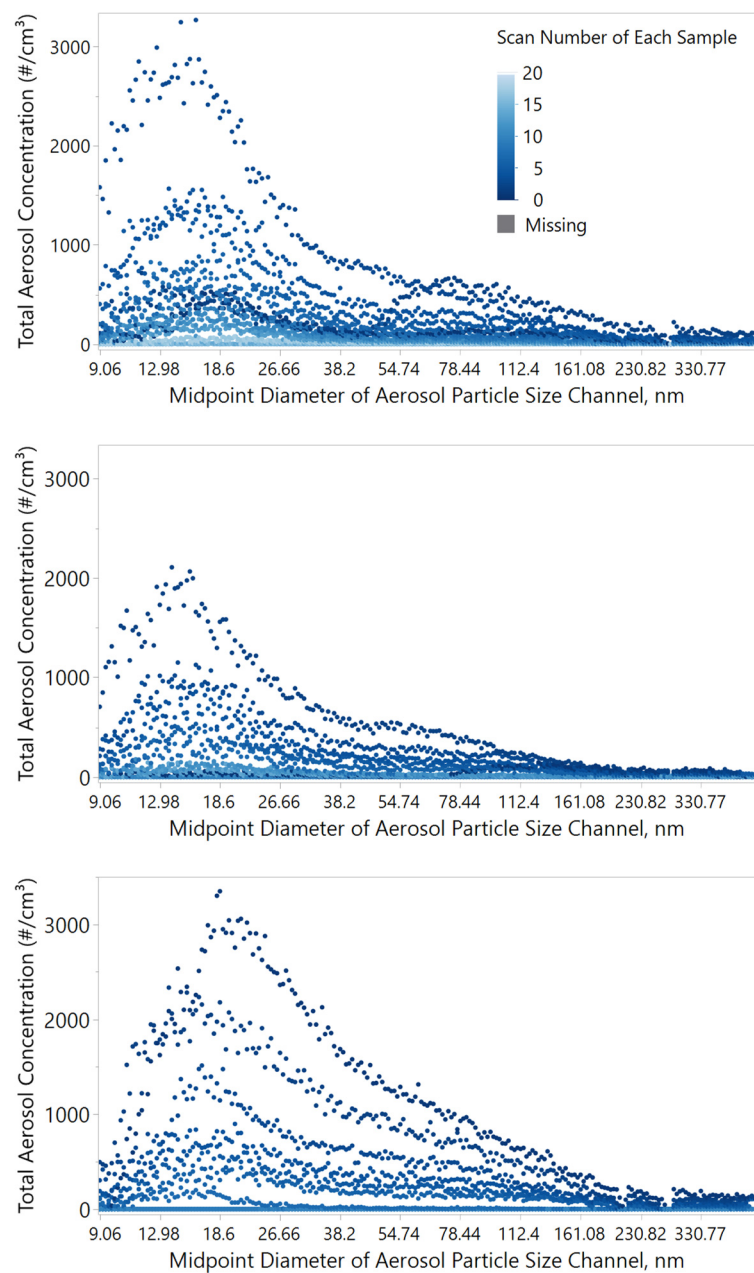 Total Aerosol Concentration (#/cm³)
3000
2000
1000
0
Scan Number of Each Sample
20
15
10
5
0
Missing
9.06 12.98 18.6 26.66 38.2 54.74 78.44 112.4 161.08 230.82 330.77
Midpoint Diameter of Aerosol Particle Size Channel, nm
Total Aerosol Concentration (#/cm³)
3000
2000
1000
0
9.06 12.98 18.6 26.66 38.2 54.74 78.44 112.4 161.08 230.82 330.77
Midpoint Diameter of Aerosol Particle Size Channel, nm
Total Aerosol Concentration (#/cm³)
3000
2000
1000
0
9.06 12.98 18.6 26.66 38.2 54.74 78.44 112.4 161.08 230.82 330.77
Midpoint Diameter of Aerosol Particle Size Channel, nm